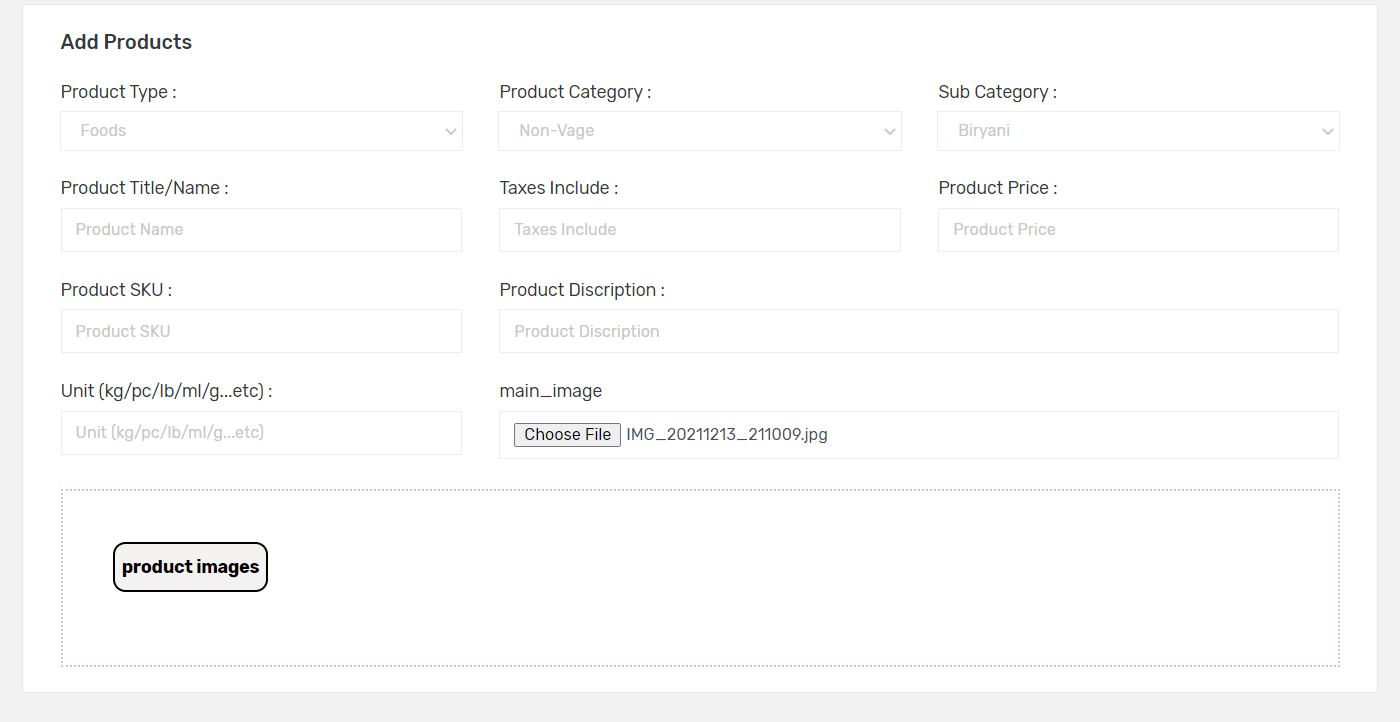 Add Products
Product Type : Product Category : Sub Category :
Foods Non-Vage Biryani
Product Title/Name : Taxes Include : Product Price :
Product Name Taxes Include Product Price
Product SKU : Product Discription :
Product SKU Product Discription
Unit (kg/pc/lb/ml/g...etc) : main_image
Unit (kg/pc/lb/ml/g...etc) Choose File IMG_20211213_211009.jpg
product images